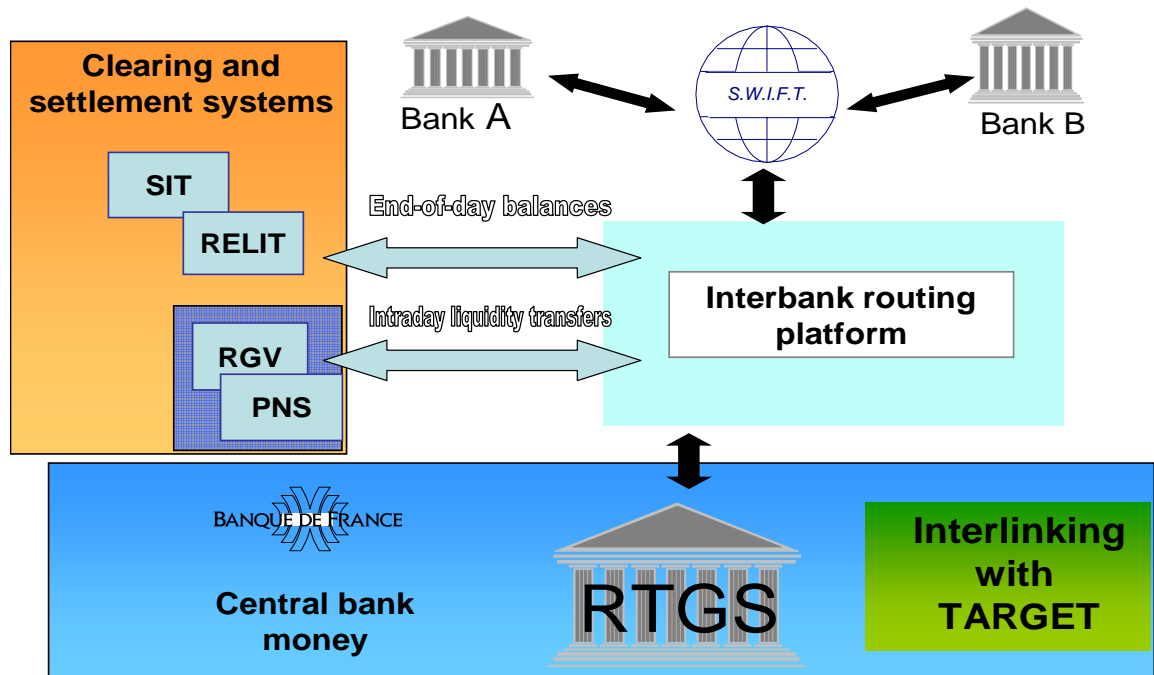 Clearing and
settlement systems
SIT
RELIT
RGV
PNS
Bank A
S.W.I.F.T.
Bank B
End-of-day balances
Intraday liquidity transfers
Interbank routing
platform
BANQUE DE FRANCE
Central bank
money
RTGS
Interlinking
with
TARGET